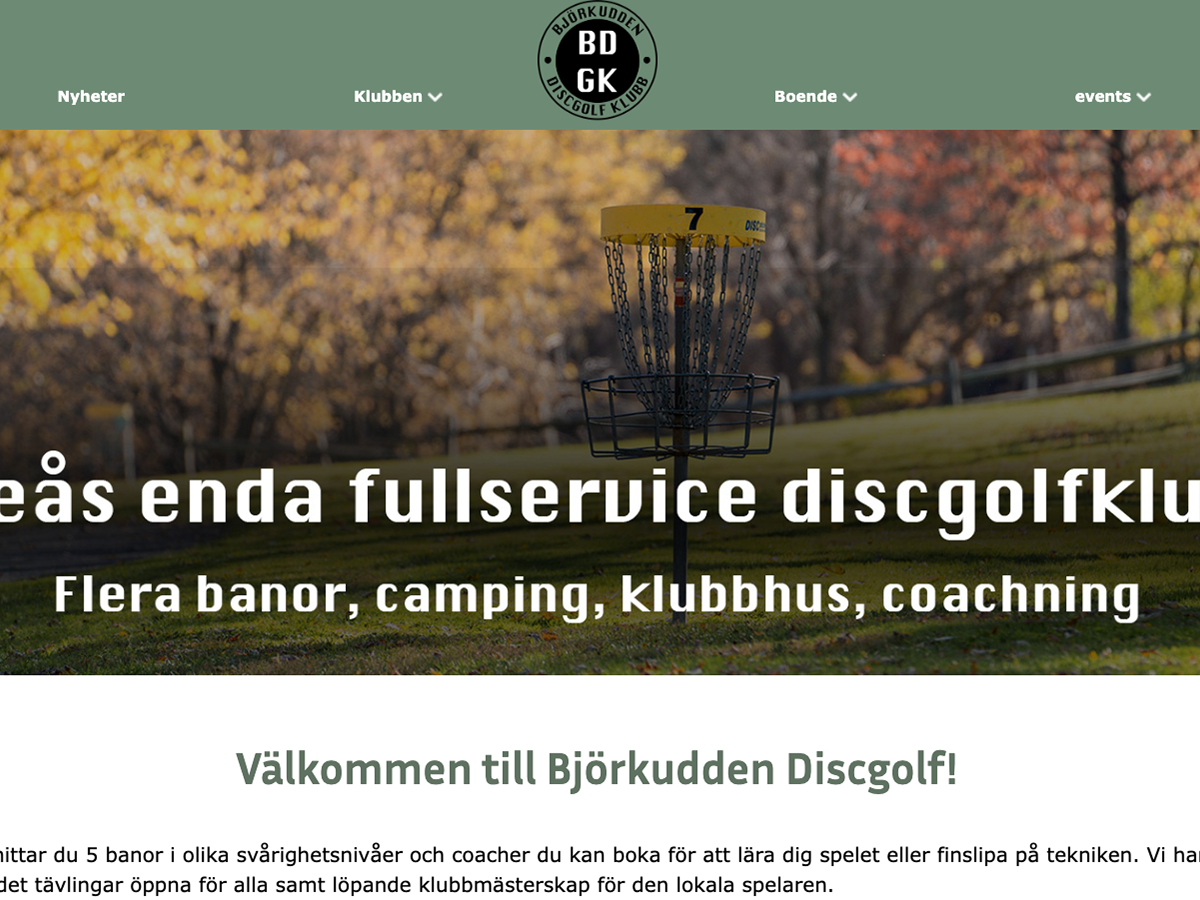 BJÖRKUDDEN
BD
GK
DISCGOLF KLUBB
Nyheter
Klubben
Boende
events
7
eås enda fullservice discgolfklu
Flera banor, camping, klubbhus, coachning
Välkommen till Björkudden Discgolf!
ittar du 5 banor i olika svårighetsnivåer och coacher du kan boka för att lära dig spelet eller finslipa på tekniken. Vi har
det tävlingar öppna för alla samt löpande klubbmästerskap för den lokala spelaren.